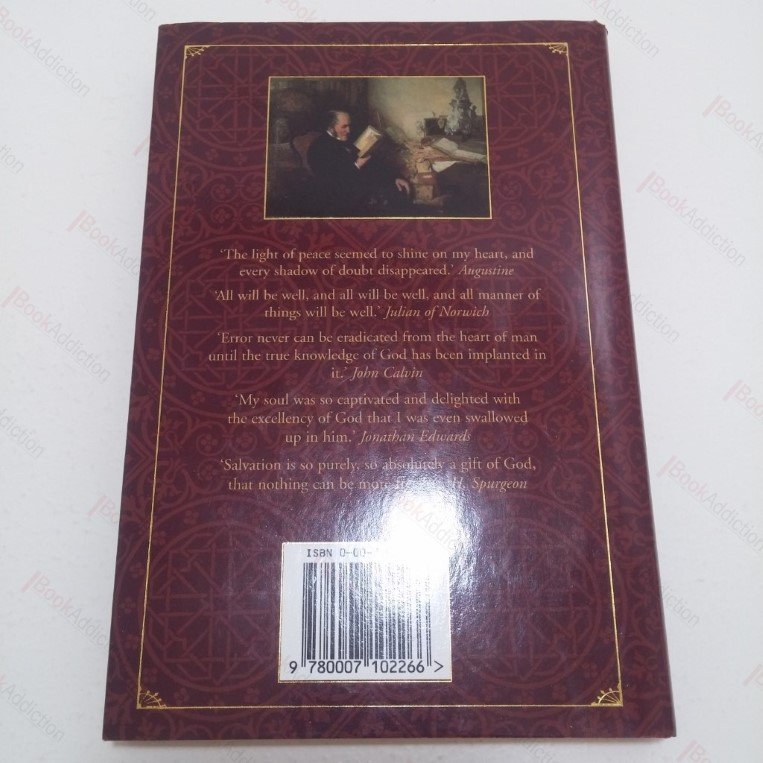 ‘The light of peace seemed to shine on my heart, and
every shadow of doubt disappeared.’ Augustine
‘All will be well, and all will be well, and all manner of
things will be well.’ Julian of Norwich
‘Error never can be eradicated from the heart of man
until the true knowledge of God has been implanted in
it.’ John Calvin
‘My soul was so captivated and delighted with
the excellency of God that I was even swallowed
up in him.’ Jonathan Edwards
‘Salvation is so purely, so absolutely a gift of God,
that nothing can be more H. Spurgeon
ISBN 0-00-
9 780007 102266 >
BookAddiction